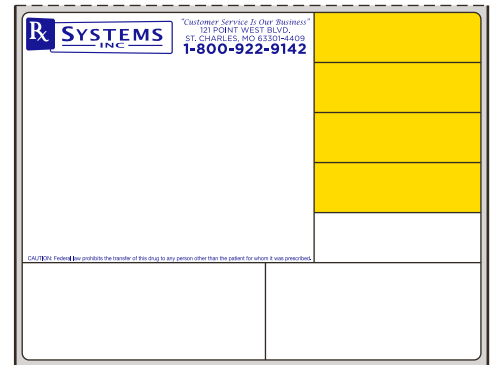 Rx SYSTEMS
INC
"Customer Service Is Our Business"
121 POINT WEST BLVD.
ST. CHARLES, MO 63301-4409
1-800-922-9142
CAUTION: Federal law prohibits the transfer of this drug to any person other than the patient for whom it was prescribed.